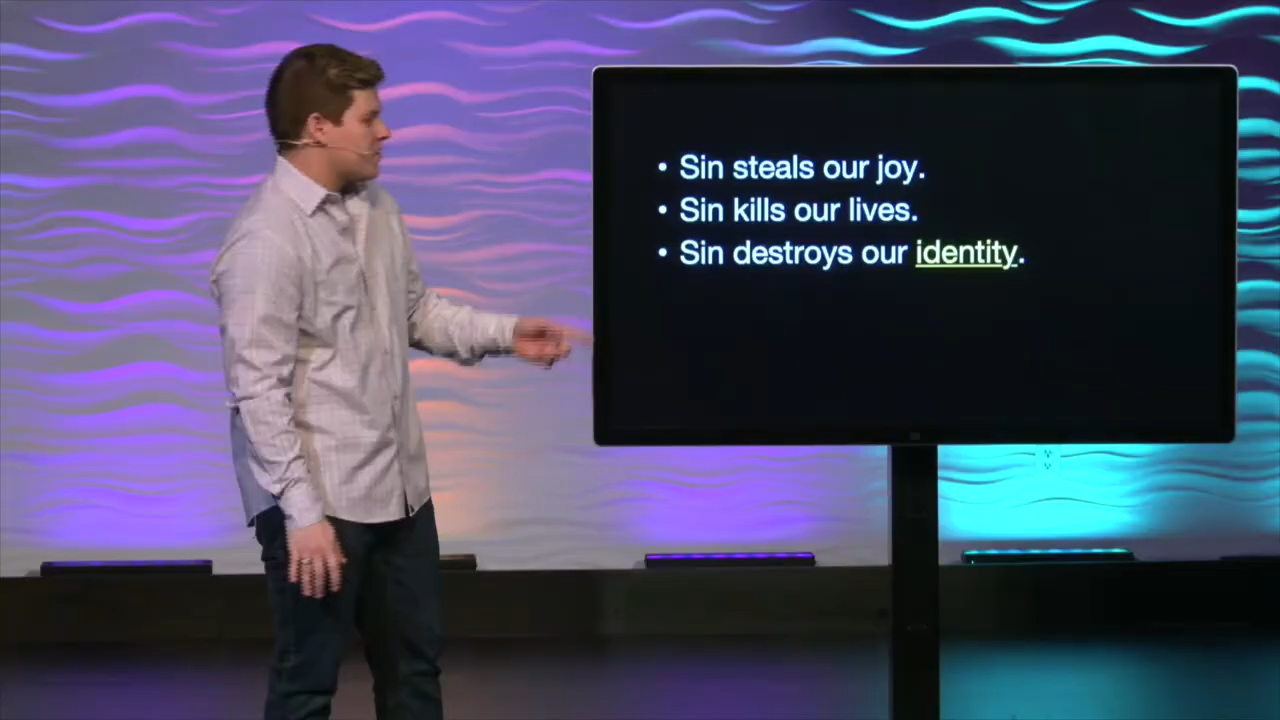 • Sin steals our joy.
• Sin kills our lives.
• Sin destroys our identity.